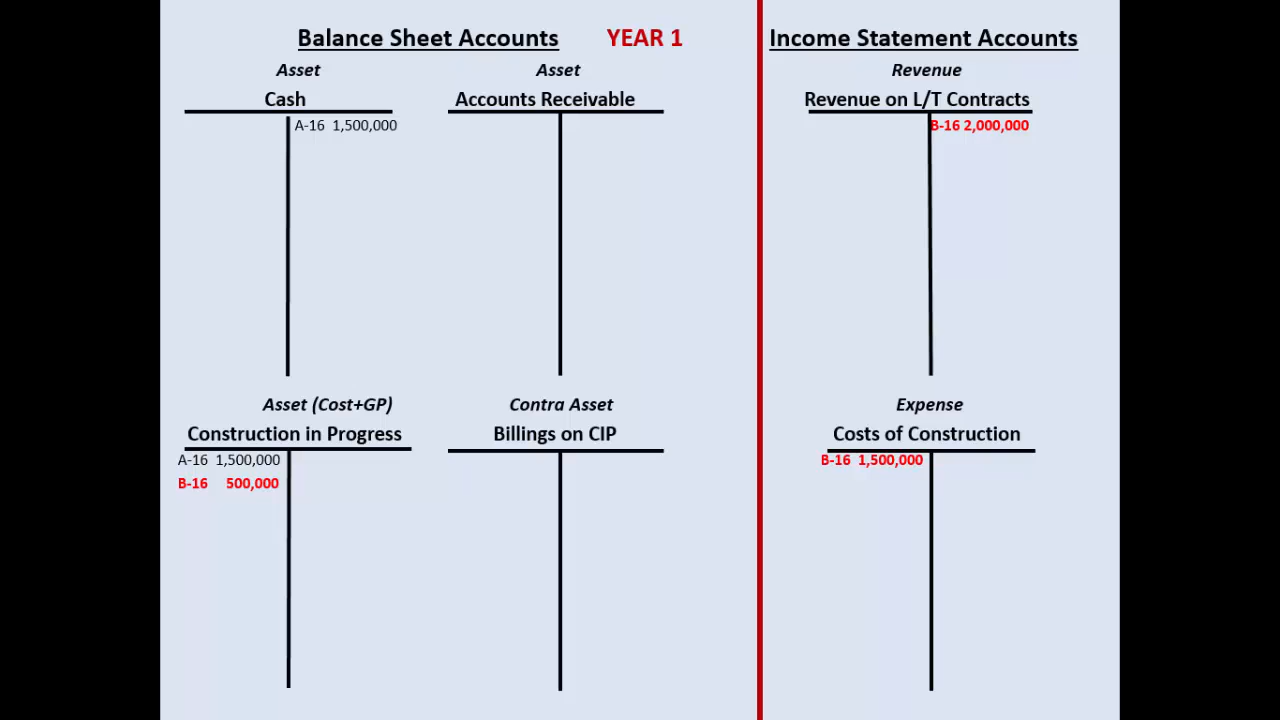 Balance Sheet Accounts YEAR 1
Income Statement Accounts
Asset
Cash
A-16 1,500,000
Asset
Accounts Receivable
Revenue
Revenue on L/T Contracts
B-16 2,000,000
Asset (Cost+GP)
Construction in Progress
A-16 1,500,000
B-16 500,000
Contra Asset
Billings on CIP
Expense
Costs of Construction
B-16 1,500,000